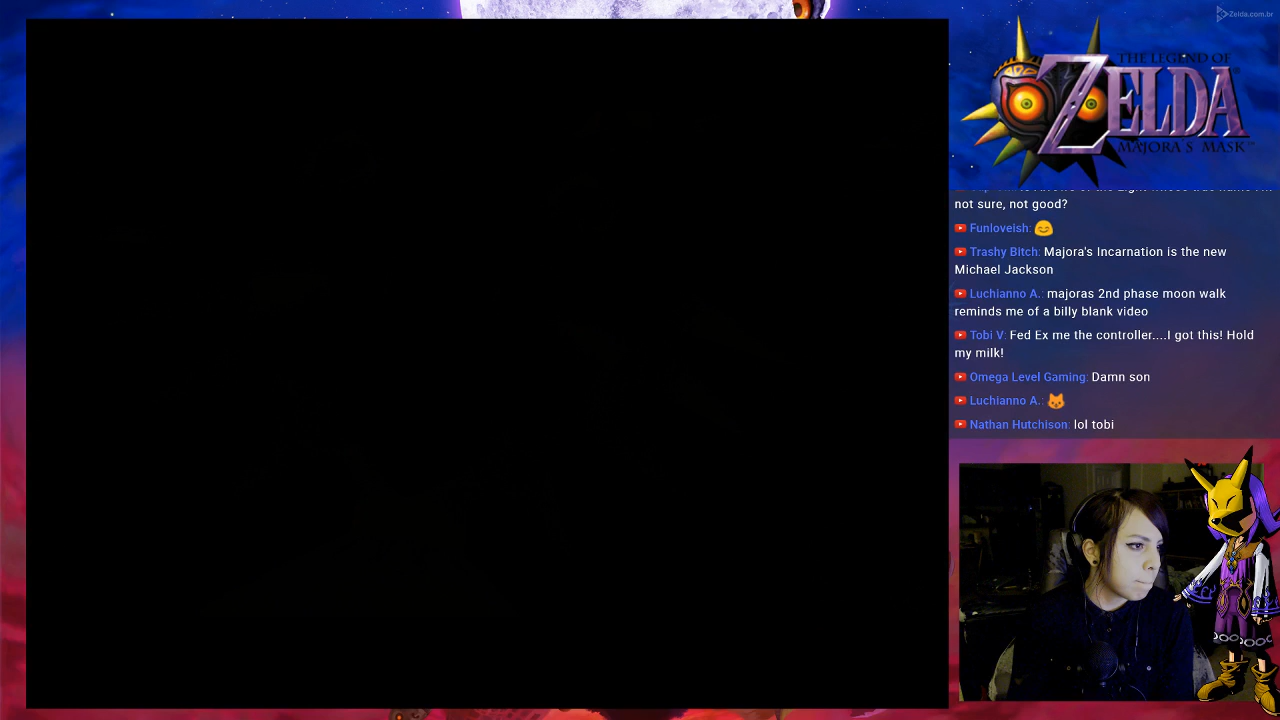 Zelda.com.br
THE LEGEND OF
ZELDA
MAJORA'S MASK™
not sure, not good?
Funloveish:
Trashy Bitch: Majora's Incarnation is the new
Michael Jackson
Luchianno A.: majoras 2nd phase moon walk
reminds me of a billy blank video
Tobi V: Fed Ex me the controller....I got this! Hold
my milk!
Omega Level Gaming: Damn son
Luchianno A.:
Nathan Hutchison: lol tobi